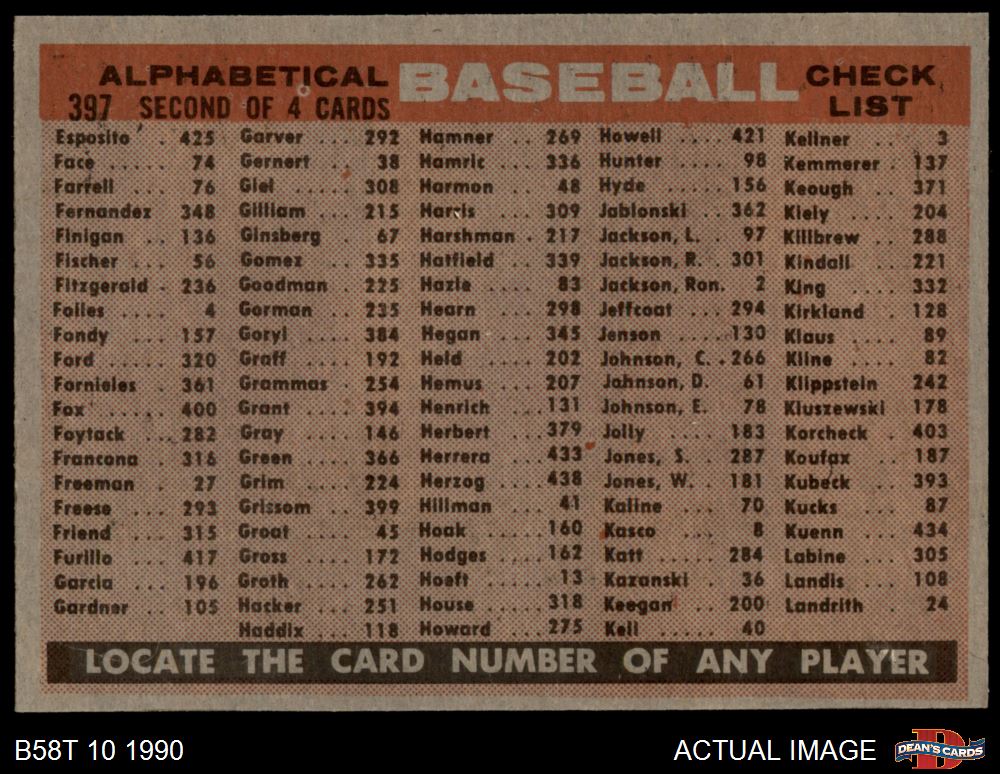 ALPHABETICAL BASEBALL CHECK
397 SECOND OF 4 CARDS LIST
Esposito . 425 Garver ... 292 Hamner ... 269 Howell .... 421 Kellner .. 3
Face ..... 74 Gernert .. 38 Hamric ... 336 Hunter .... 98 Kemmerer . 137
Farrell ... 76 Giel ..... 308 Harmon .. 48 Hyde ..... 156 Keough ... 371
Fernandez 348 Gilliam ... 215 Harris ... 309 Jablonski .. 362 Kiely .... 204
Finigan .. 136 Ginsberg . 67 Harshman . 217 Jackson, L. 97 Killbrew .. 288
Fischer ... 56 Gomez ... 335 Hatfield .. 339 Jackson, R. . 301 Kindall ... 221
Fitzgerald . 236 Goodman . 225 Hazle .... 83 Jackson, Ron. 2 King ..... 332
Foiles .... 4 Gorman .. 235 Hearn .... 298 Jeffcoat ... 294 Kirkland .. 128
Fondy .... 157 Goryl .... 384 Hegan ... 345 Jenson .... 130 Klaus .... 89
Ford ..... 320 Graff .... 192 Held .... 202 Johnson, C. . 266 Kline .... 82
Fornieles . 361 Grammas . 254 Hemus ... 207 Johnson, D. 61 Klippstein 242
Fox ...... 400 Grant .... 394 Henrich ... 131 Johnson, E. 78 Kluszewski 178
Foytack ... 282 Gray ..... 146 Herbert ... 379 Jolly .... 183 Korcheck . 403
Francona . 316 Green .... 366 Herrera ... 433 Jones, S. . 287 Koufax .. 187
Freeman .. 27 Grim ..... 224 Herzog ... 438 Jones, W. . 181 Kubeck .. 393
Freese ... 293 Grissom .. 399 Hillman ... 41 Kaline .... 70 Kucks ... 87
Friend ... 315 Groat .... 45 Hoak .... 160 Kasco .... 8 Kuenn ... 434
Furillo ... 417 Gross .... 172 Hodges ... 162 Katt ..... 284 Labine ... 305
Garcia ... 196 Groth .... 262 Hoeft .... 13 Kazanski . 36 Landis ... 108
Gardner .. 105 Hacker ... 251 House .... 318 Keegan .. 200 Landrith .. 24
Haddix ... 118 Howard ... 275 Kell ..... 40
LOCATE THE CARD NUMBER OF ANY PLAYER
B58T 10 1990 ACTUAL IMAGE DEAN'S CARDS